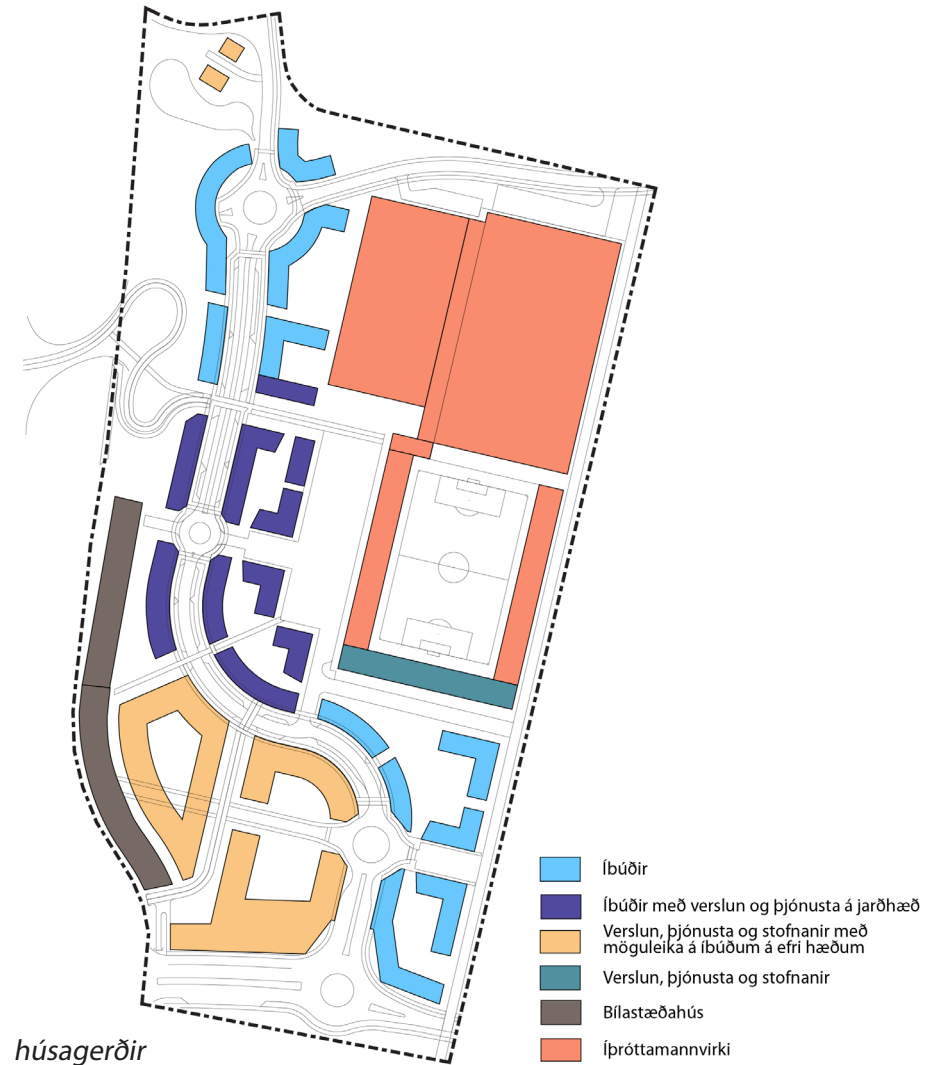 Íbúðir
Íbúðir með verslun og þjónusta á jarðhæð
Verslun, þjónusta og stofnanir með
möguleika á íbúðum á efri hæðum
Verslun, þjónusta og stofnanir
Bílastæðahús
Íþróttamannvirki
húsagerðir